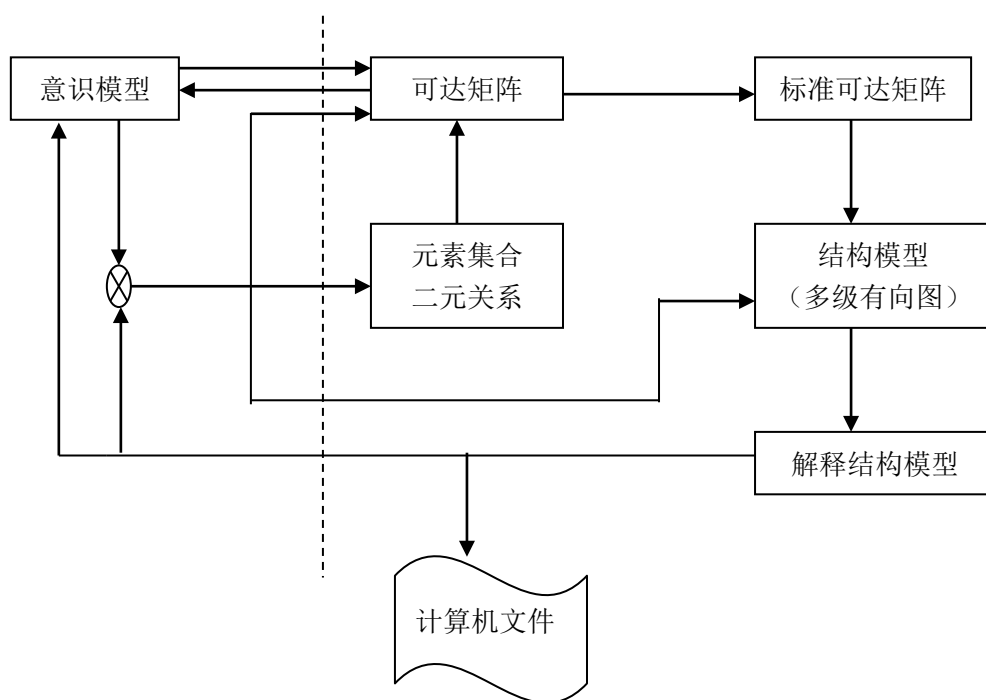 意识模型
可达矩阵
标准可达矩阵
元素集合
二元关系
结构模型
（多级有向图）
解释结构模型
计算机文件